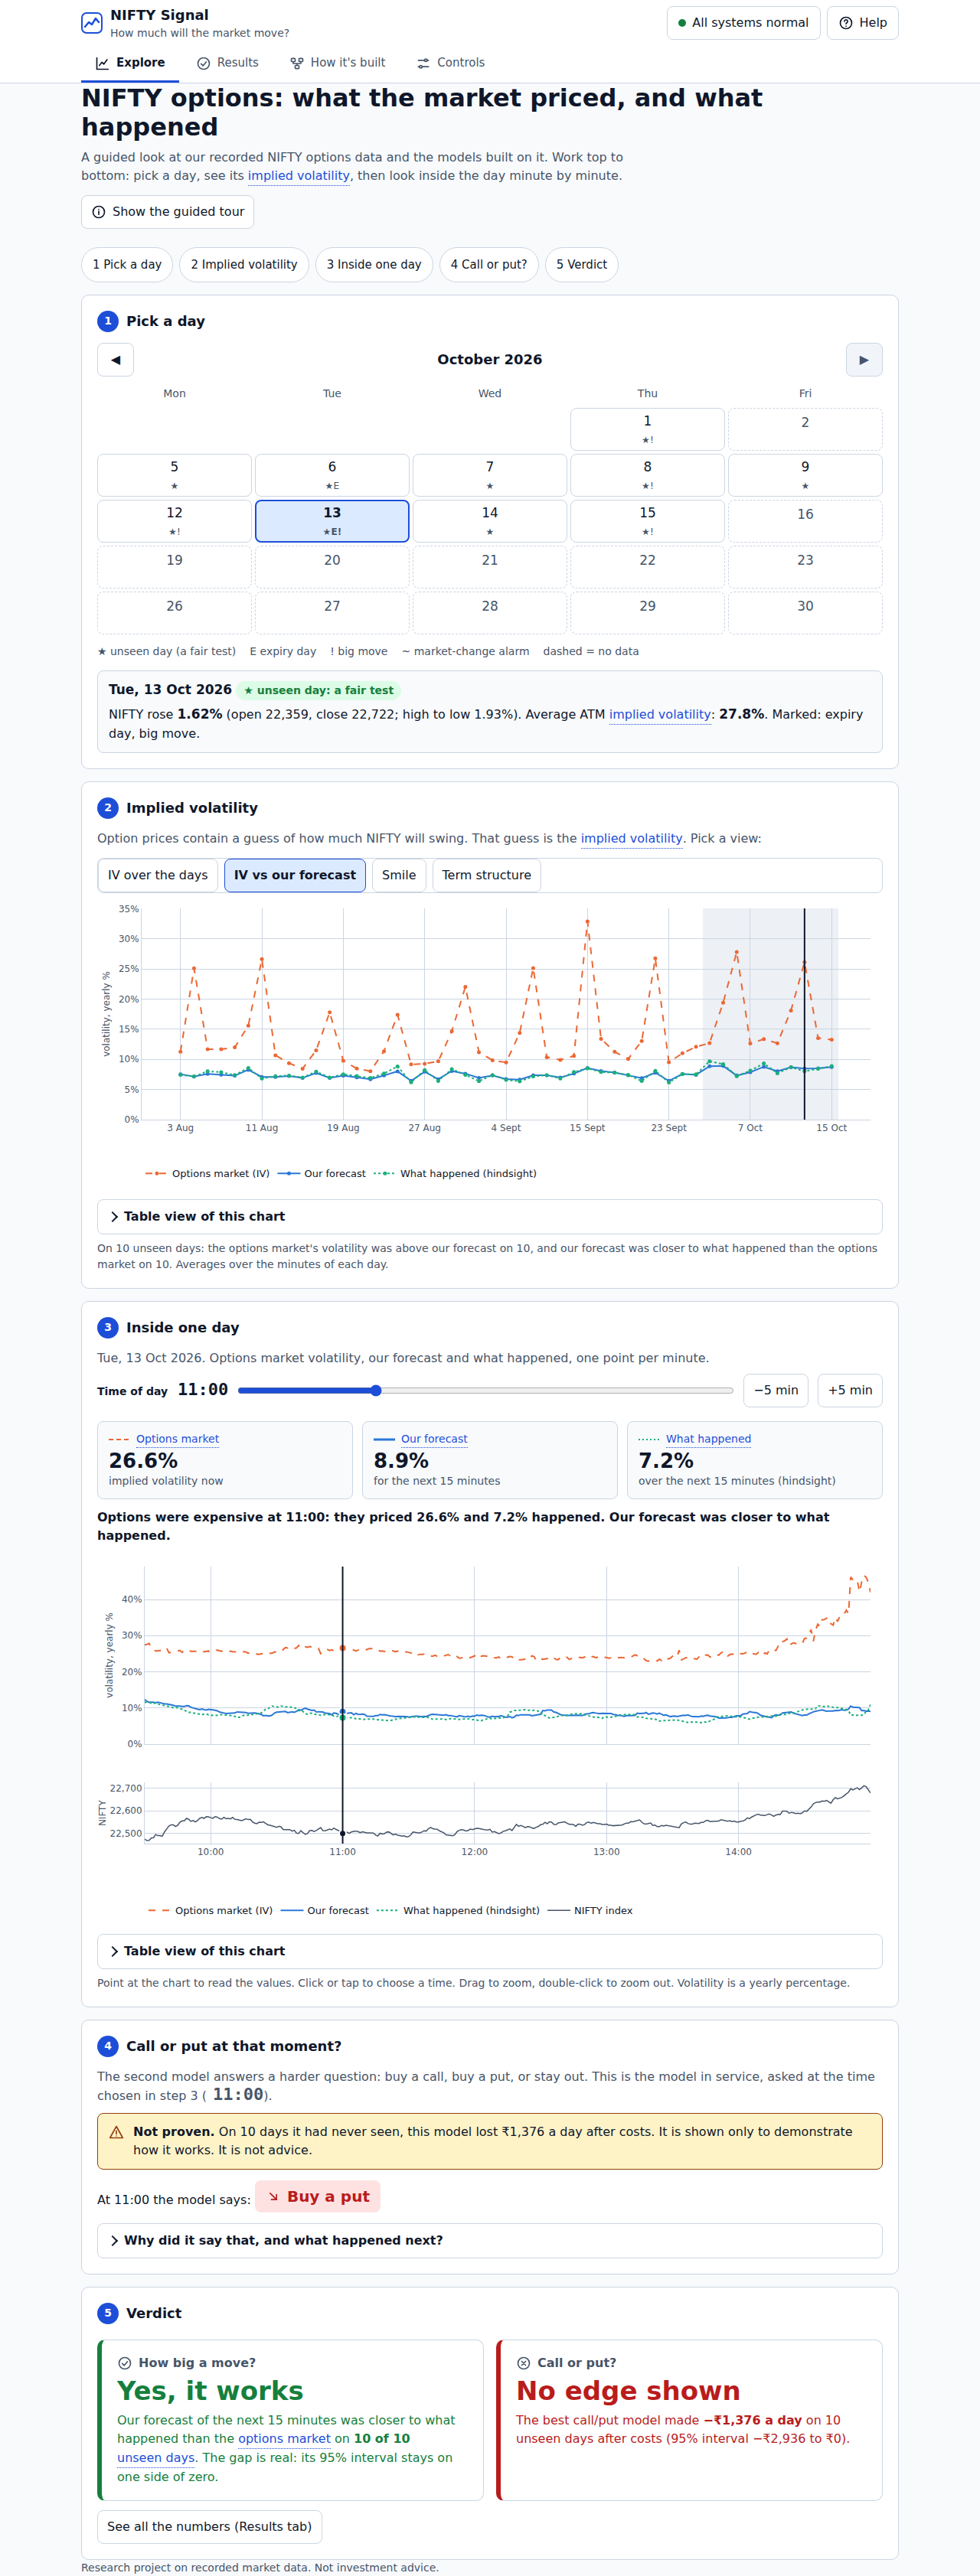 NIFTY Signal
How much will the market move?
All systems normal
Help
Explore
Results
How it's built
Controls
NIFTY options: what the market priced, and what
happened
A guided look at our recorded NIFTY options data and the models built on it. Work top to
bottom: pick a day, see its implied volatility, then look inside the day minute by minute.
Show the guided tour
1 Pick a day
2 Implied volatility
3 Inside one day
4 Call or put?
5 Verdict
1 Pick a day
◀ October 2026 ▶
Mon Tue Wed Thu Fri
1 2
★!
5 6 7 8 9
★ ★E ★ ★! ★
12 13 14 15 16
★! ★E! ★ ★!
19 20 21 22 23
26 27 28 29 30
★ unseen day (a fair test) E expiry day ! big move ~ market-change alarm dashed = no data
Tue, 13 Oct 2026 ★ unseen day: a fair test
NIFTY rose 1.62% (open 22,359, close 22,722; high to low 1.93%). Average ATM implied volatility: 27.8%. Marked: expiry
day, big move.
2 Implied volatility
Option prices contain a guess of how much NIFTY will swing. That guess is the implied volatility. Pick a view:
IV over the days
IV vs our forecast
Smile
Term structure
35%
30%
25%
20%
15%
10%
5%
0%
volatility, yearly %
3 Aug 11 Aug 19 Aug 27 Aug 4 Sept 15 Sept 23 Sept 7 Oct 15 Oct
Options market (IV) Our forecast What happened (hindsight)
Table view of this chart
On 10 unseen days: the options market's volatility was above our forecast on 10, and our forecast was closer to what happened than the options
market on 10. Averages over the minutes of each day.
3 Inside one day
Tue, 13 Oct 2026. Options market volatility, our forecast and what happened, one point per minute.
Time of day 11:00
−5 min
+5 min
Options market
26.6%
implied volatility now
Our forecast
8.9%
for the next 15 minutes
What happened
7.2%
over the next 15 minutes (hindsight)
Options were expensive at 11:00: they priced 26.6% and 7.2% happened. Our forecast was closer to what
happened.
40%
30%
20%
10%
0%
volatility, yearly %
22,700
22,600
22,500
NIFTY
10:00 11:00 12:00 13:00 14:00
Options market (IV) Our forecast What happened (hindsight) NIFTY index
Table view of this chart
Point at the chart to read the values. Click or tap to choose a time. Drag to zoom, double-click to zoom out. Volatility is a yearly percentage.
4 Call or put at that moment?
The second model answers a harder question: buy a call, buy a put, or stay out. This is the model in service, asked at the time
chosen in step 3 ( 11:00).
Not proven. On 10 days it had never seen, this model lost ₹1,376 a day after costs. It is shown only to demonstrate
how it works. It is not advice.
At 11:00 the model says: ↘ Buy a put
Why did it say that, and what happened next?
5 Verdict
How big a move?
Yes, it works
Our forecast of the next 15 minutes was closer to what
happened than the options market on 10 of 10
unseen days. The gap is real: its 95% interval stays on
one side of zero.
Call or put?
No edge shown
The best call/put model made −₹1,376 a day on 10
unseen days after costs (95% interval −₹2,936 to ₹0).
See all the numbers (Results tab)
Research project on recorded market data. Not investment advice.